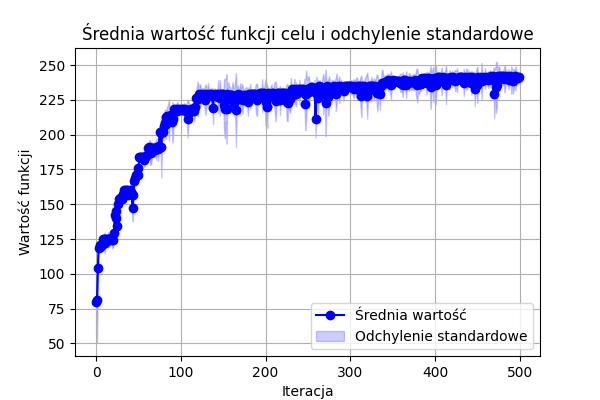 Średnia wartość funkcji celu i odchylenie standardowe
250
225
200
175
150
125
100
75
50
Wartość funkcji
0 100 200 300 400 500
Iteracja
Średnia wartość
Odchylenie standardowe